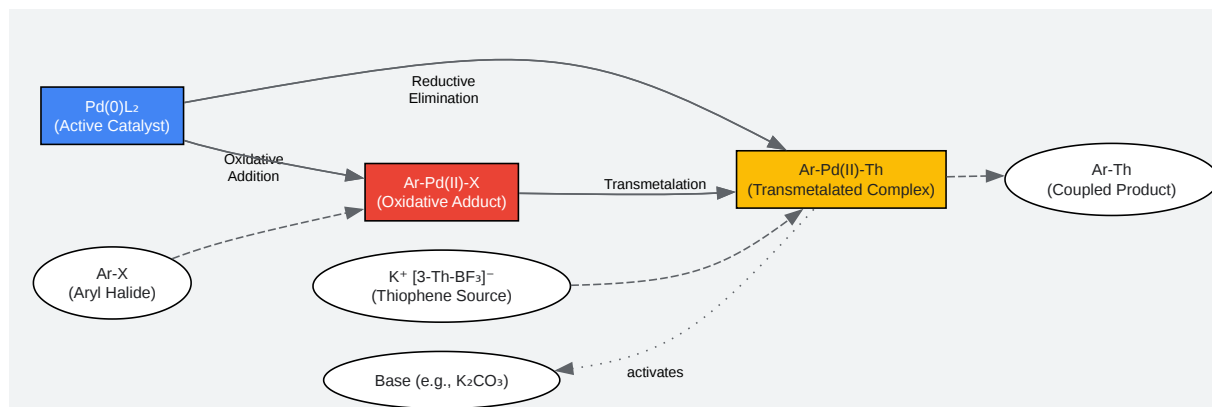 Reductive
Elimination
Pd(0)L₂
(Active Catalyst)
Oxidative
Addition
Ar-Pd(II)-X
(Oxidative Adduct)
Transmetalation
Ar-Pd(II)-Th
(Transmetalated Complex)
Ar-Th
(Coupled Product)
Ar-X
(Aryl Halide)
K⁺ [3-Th-BF₃]⁻
(Thiophene Source)
Base (e.g., K₂CO₃)
activates